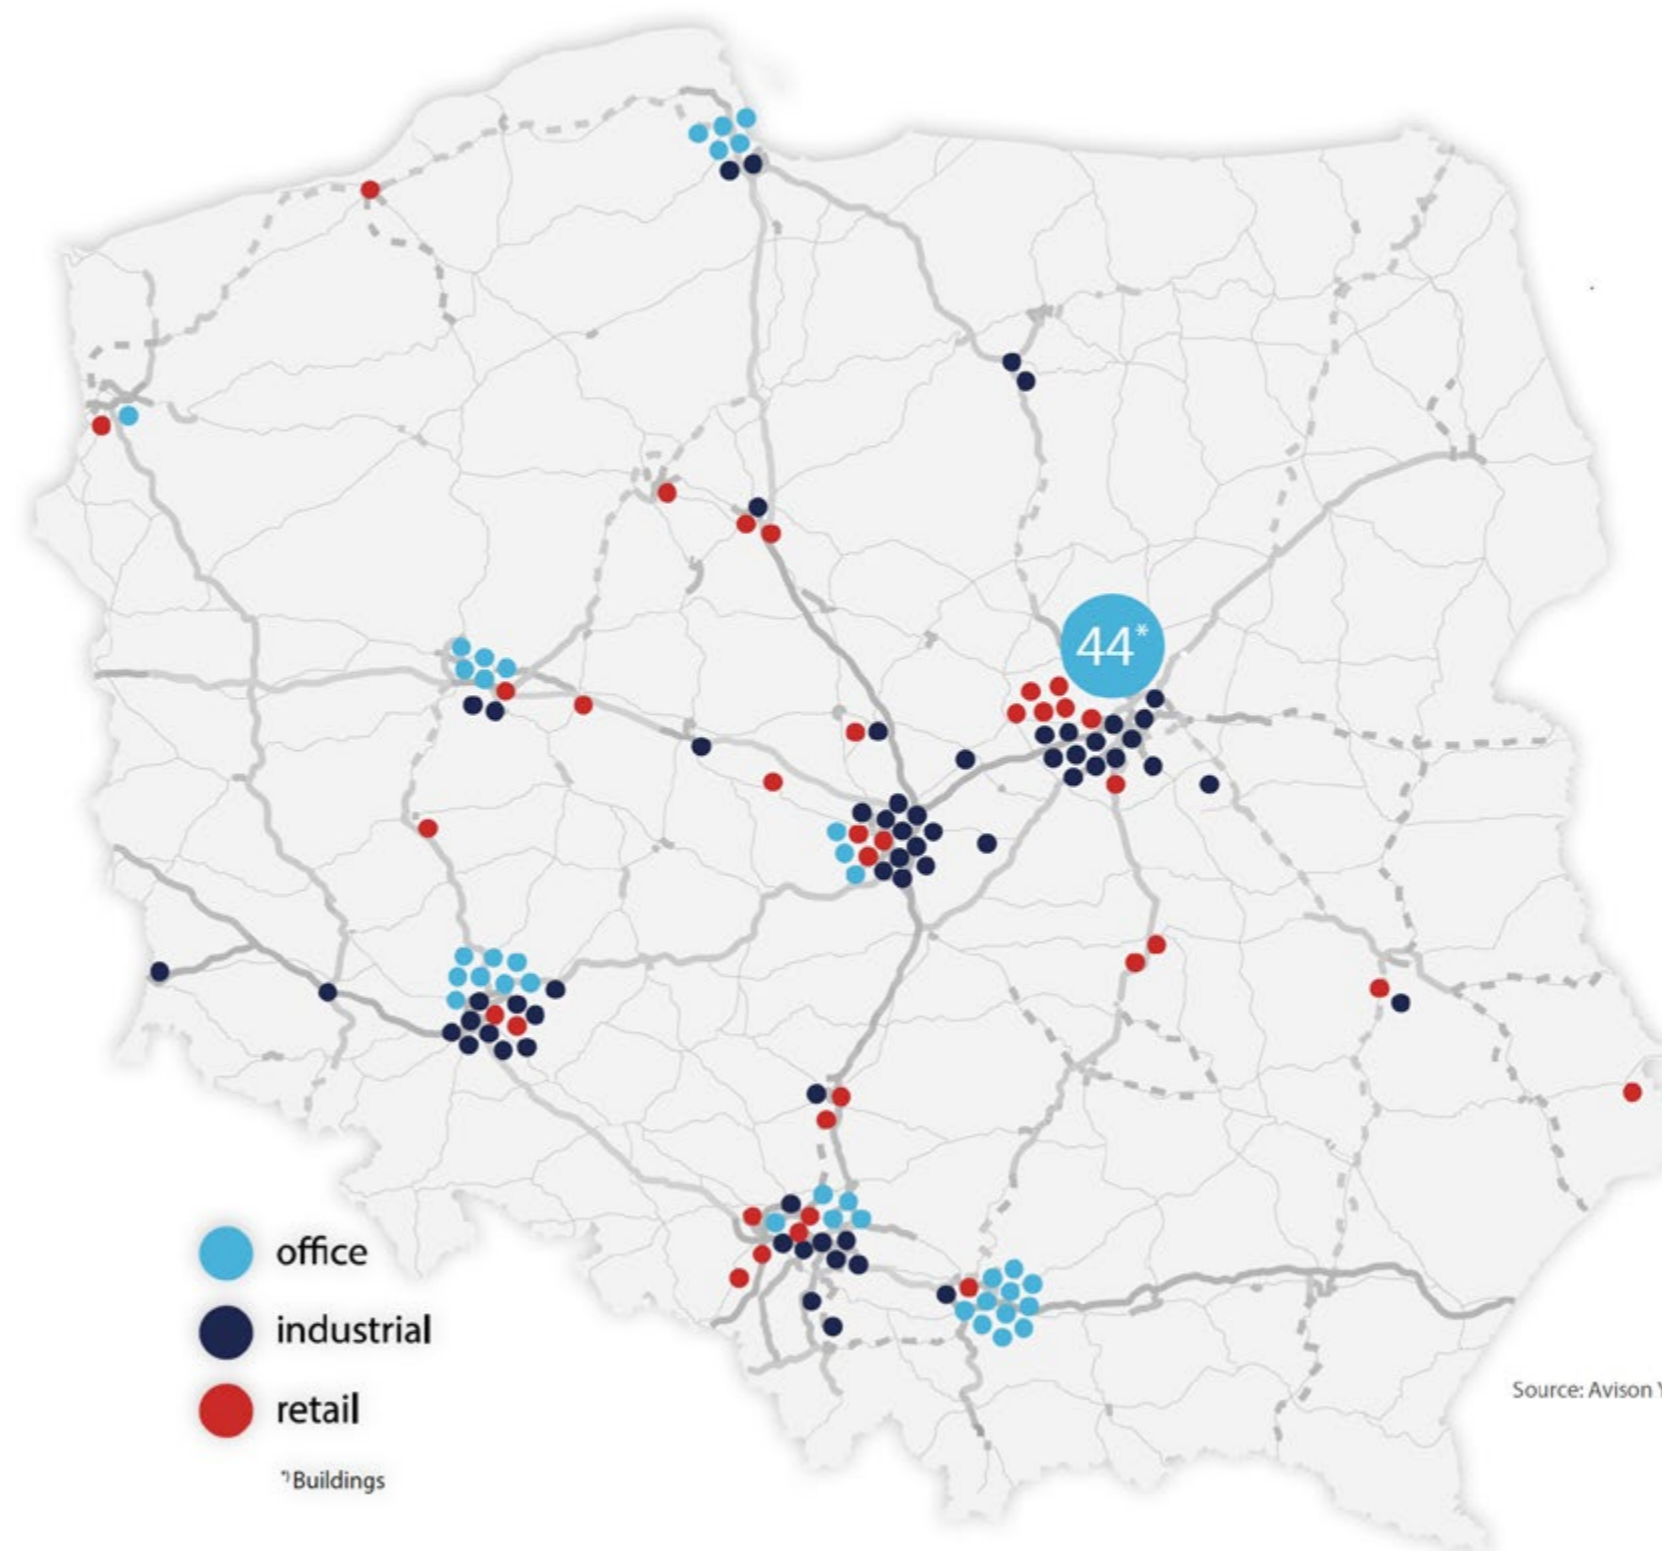 44*
office
industrial
retail
*) Buildings
Source: Avison